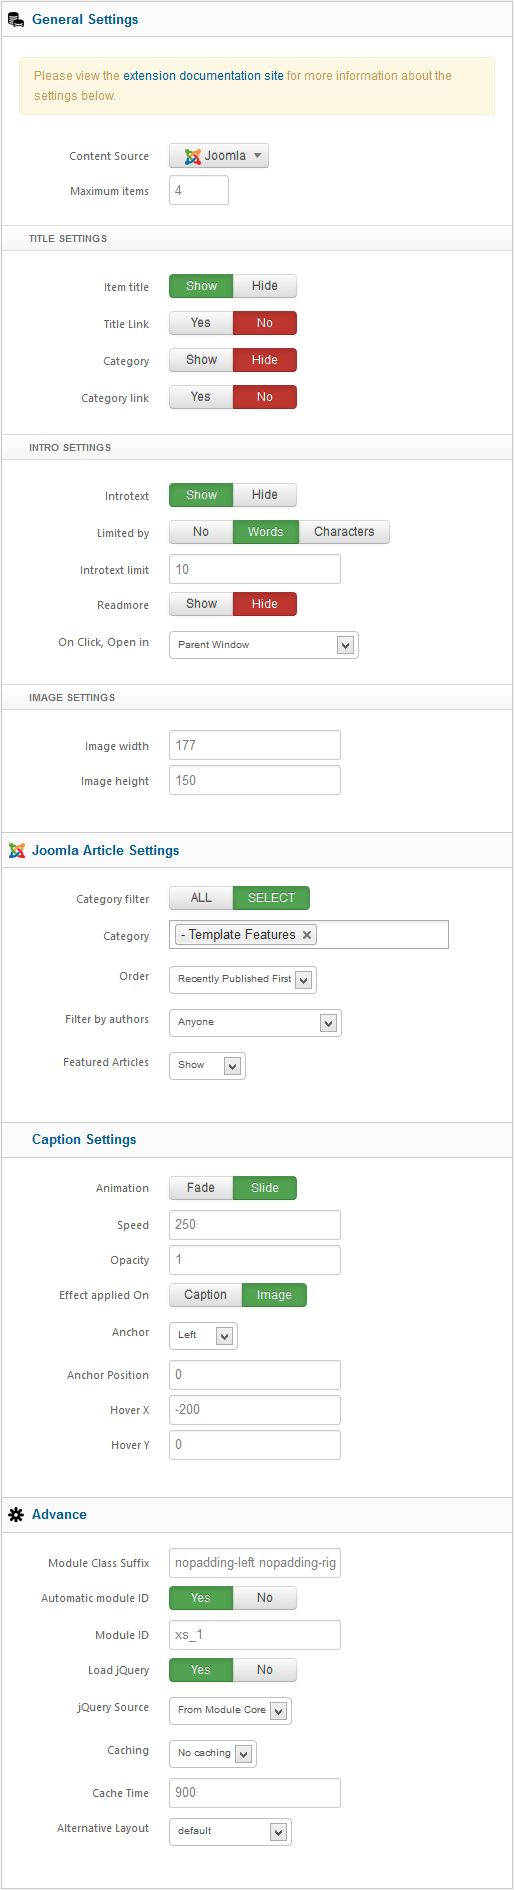 General Settings
Please view the extension documentation site for more information about the
settings below.
Content Source Joomla
Maximum items 4
TITLE SETTINGS
Item title Show Hide
Title Link Yes No
Category Show Hide
Category link Yes No
INTRO SETTINGS
Introtext Show Hide
Limited by No Words Characters
Introtext limit 10
Readmore Show Hide
On Click, Open in Parent Window
IMAGE SETTINGS
Image width 177
Image height 150
Joomla Article Settings
Category filter ALL SELECT
Category - Template Features ×
Order Recently Published First
Filter by authors Anyone
Featured Articles Show
Caption Settings
Animation Fade Slide
Speed 250
Opacity 1
Effect applied On Caption Image
Anchor Left
Anchor Position 0
Hover X -200
Hover Y 0
Advance
Module Class Suffix nopadding-left nopadding-rig
Automatic module ID Yes No
Module ID xs_1
Load jQuery Yes No
jQuery Source From Module Core
Caching No caching
Cache Time 900
Alternative Layout default